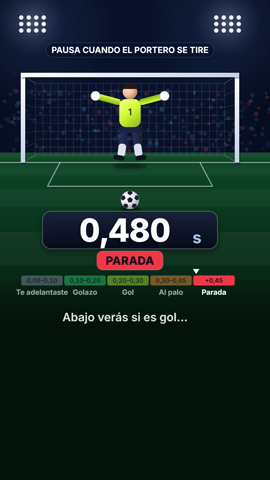 PAUSA CUANDO EL PORTERO SE TIRE
1
0,480 s
PARADA
0,00–0,10 0,10–0,20 0,20–0,30 0,30–0,45 +0,45
Te adelantaste Golazo Gol Al palo Parada
Abajo verás si es gol...